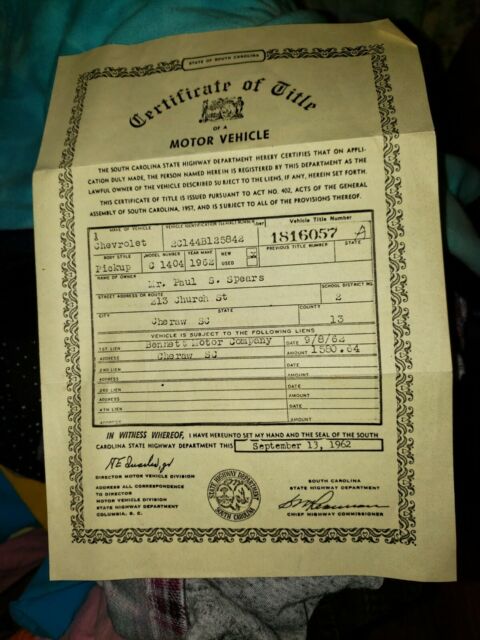 STATE OF SOUTH CAROLINA
Certificate of Title
OF A
MOTOR VEHICLE
THE SOUTH CAROLINA STATE HIGHWAY DEPARTMENT HEREBY CERTIFIES THAT ON APPLI-
CATION DULY MADE, THE PERSON NAMED HEREIN IS REGISTERED BY THIS DEPARTMENT AS THE
LAWFUL OWNER OF THE VEHICLE DESCRIBED SUBJECT TO THE LIENS, IF ANY, HEREIN SET FORTH.
THIS CERTIFICATE OF TITLE IS ISSUED PURSUANT TO ACT NO. 402, ACTS OF THE GENERAL
ASSEMBLY OF SOUTH CAROLINA, 1957, AND IS SUBJECT TO ALL OF THE PROVISIONS THEREOF.
MAKE OF VEHICLE VEHICLE IDENTIFICATION NUMBER Vehicle Title Number
Chevrolet 2C144B125842 1816057 A
BODY STYLE MODEL NUMBER YEAR MAKE NEW USED PREVIOUS TITLE NUMBER STATE
Pickup C 1404 1962
NAME OF OWNER
Mr. Paul S. Spears
STREET ADDRESS OR ROUTE SCHOOL DISTRICT NO.
213 Church St 2
CITY STATE COUNTY
Cheraw SC 13
VEHICLE IS SUBJECT TO THE FOLLOWING LIENS
1ST LIEN Bennett Motor Company DATE 9/8/62
ADDRESS Cheraw SC AMOUNT 1580.64
2ND LIEN DATE
ADDRESS AMOUNT
3RD LIEN DATE
ADDRESS AMOUNT
4TH LIEN DATE
ADDRESS AMOUNT
IN WITNESS WHEREOF, I HAVE HEREUNTO SET MY HAND AND THE SEAL OF THE SOUTH
CAROLINA STATE HIGHWAY DEPARTMENT THIS September 13, 1962
DIRECTOR MOTOR VEHICLE DIVISION
ADDRESS ALL CORRESPONDENCE
TO DIRECTOR
MOTOR VEHICLE DIVISION
STATE HIGHWAY DEPARTMENT
COLUMBIA, S. C.
STATE HIGHWAY DEPARTMENT
SOUTH CAROLINA
SOUTH CAROLINA
STATE HIGHWAY DEPARTMENT
CHIEF HIGHWAY COMMISSIONER